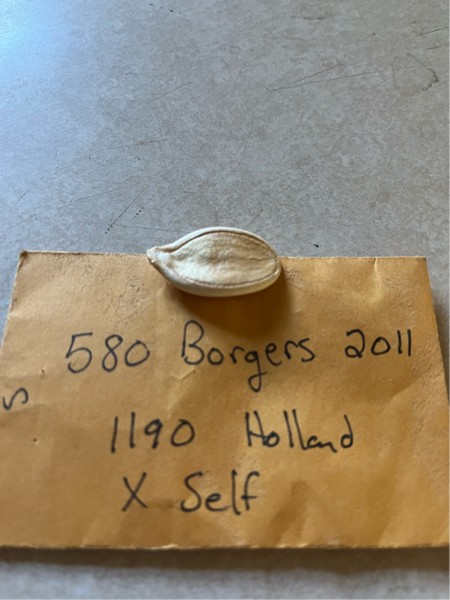 580 Borgers 2011
1190 Holland
X Self